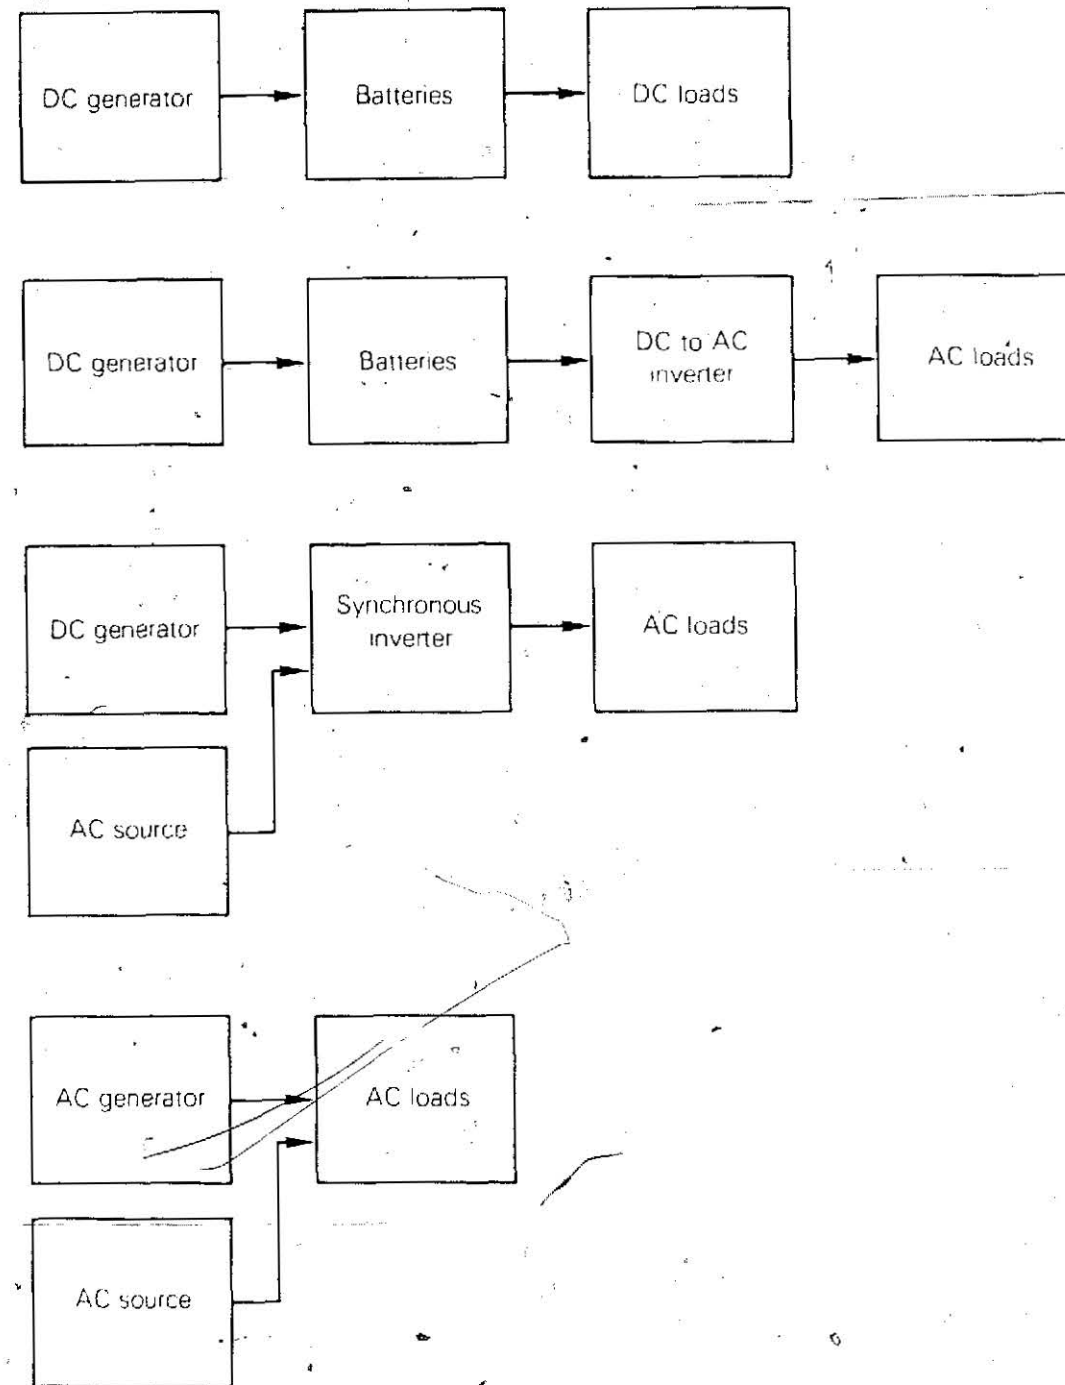 DC generator
Batteries
DC loads
DC generator
Batteries
DC to AC
inverter
AC loads
DC generator
Synchronous
inverter
AC loads
AC source
AC generator
AC loads
AC source